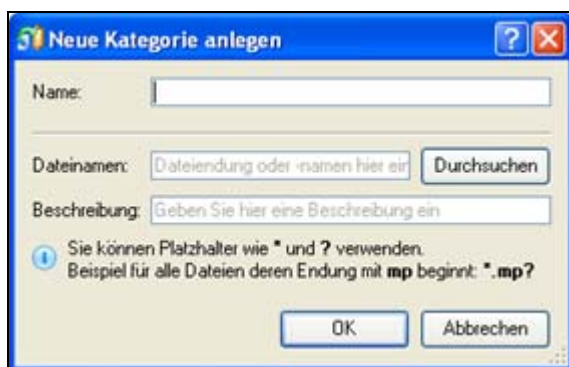 Neue Kategorie anlegen
Name:
Dateinamen: Dateiendung oder -namen hier ein Durchsuchen
Beschreibung: Geben Sie hier eine Beschreibung ein
Sie können Platzhalter wie * und ? verwenden.
Beispiel für alle Dateien deren Endung mit mp beginnt: *.mp?
OK Abbrechen